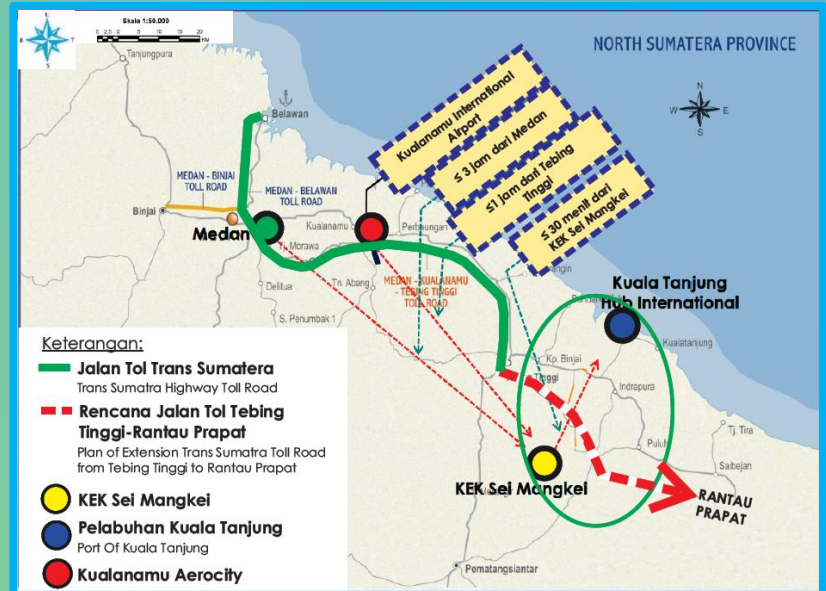 Skala 1:50.000
KM
NORTH SUMATERA PROVINCE
N
W
E
S
Tanjungpura
Belawan
MEDAN - BINJAI
TOLL ROAD
MEDAN - BELAWAN
TOLL ROAD
Binjai
Medan
Kualanamu
Perbaungan
Tj. Morawa
Delitua
Tn. Abang
S. Penumbak 1
MEDAN - KUALANAMU
- TEBING TINGGI
TOLL ROAD
Kualanamu International
Airport
≤ 3 jam dari Medan
≤1 jam dari Tebing
Tinggi
≤30 menit dari
KEK Sei Mangkei
Kuala Tanjung
Hub International
Kualatanjung
Kp. Binjai
Tinggi
Indrapura
Tj. Tira
Puluh
Saibejan
KEK Sei Mangkei
RANTAU
PRAPAT
Pematangsiantar
Keterangan:
Jalan Tol Trans Sumatera
Trans Sumatra Highway Toll Road
Rencana Jalan Tol Tebing
Tinggi-Rantau Prapat
Plan of Extension Trans Sumatra Toll Road
from Tebing Tinggi to Rantau Prapat
KEK Sei Mangkei
Pelabuhan Kuala Tanjung
Port Of Kuala Tanjung
Kualanamu Aerocity